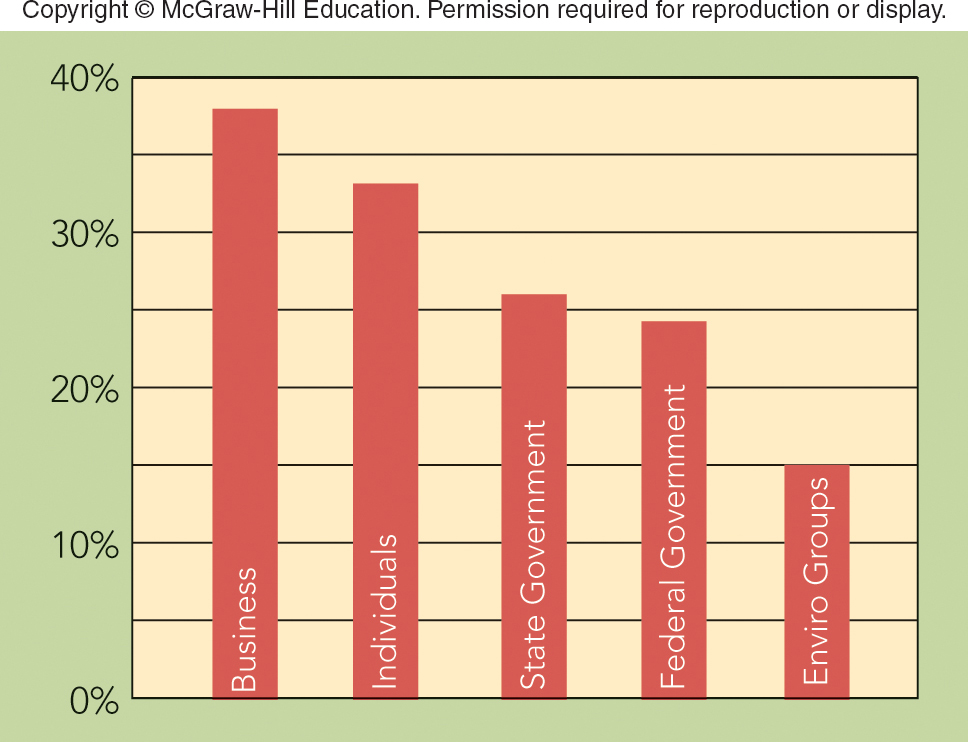 Copyright © McGraw-Hill Education. Permission required for reproduction or display.
40%
30%
20%
10%
0%
Business
Individuals
State Government
Federal Government
Enviro Groups